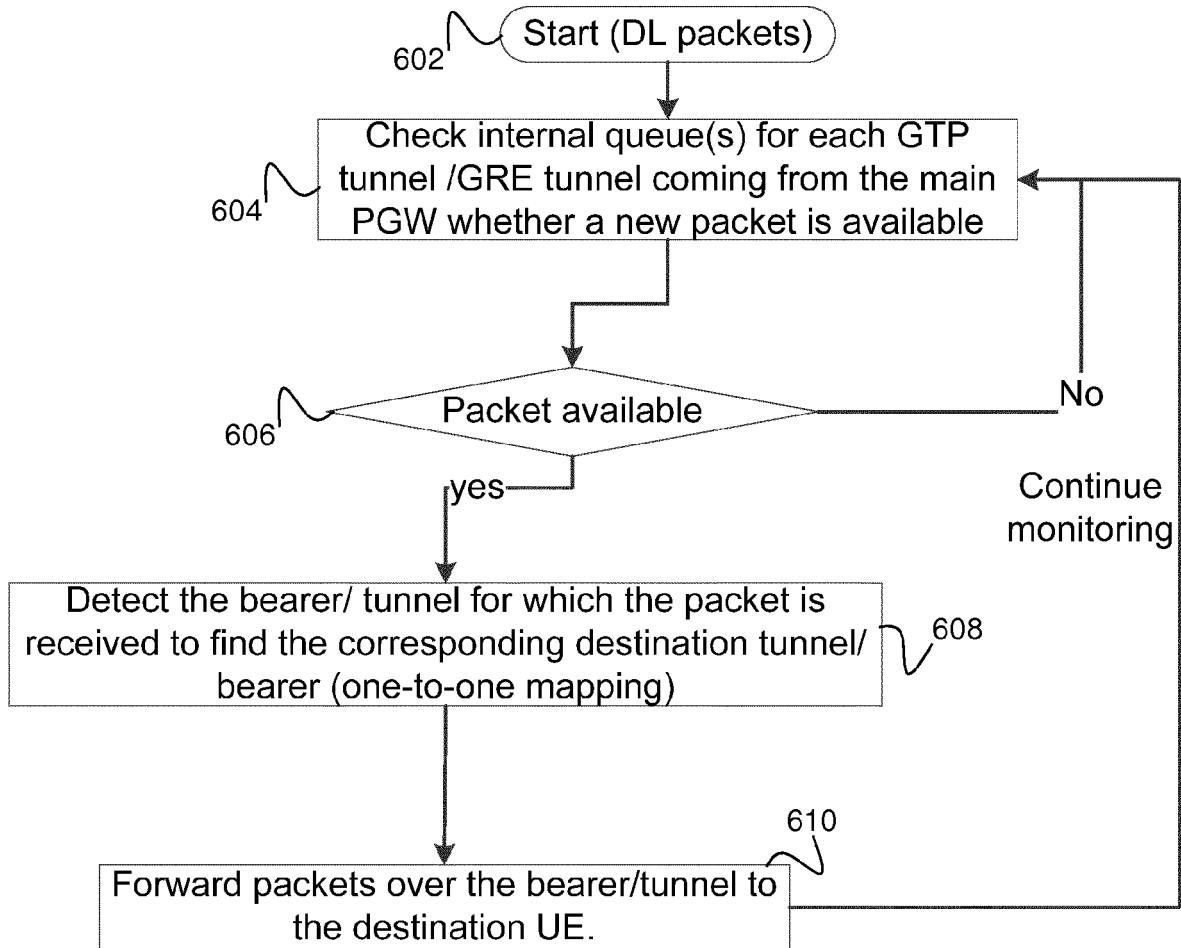 Start (DL packets)
602
Check internal queue(s) for each GTP
tunnel /GRE tunnel coming from the main
PGW whether a new packet is available
604
Packet available
606
No
yes
Continue
monitoring
Detect the bearer/ tunnel for which the packet is
received to find the corresponding destination tunnel/
bearer (one-to-one mapping)
608
610
Forward packets over the bearer/tunnel to
the destination UE.